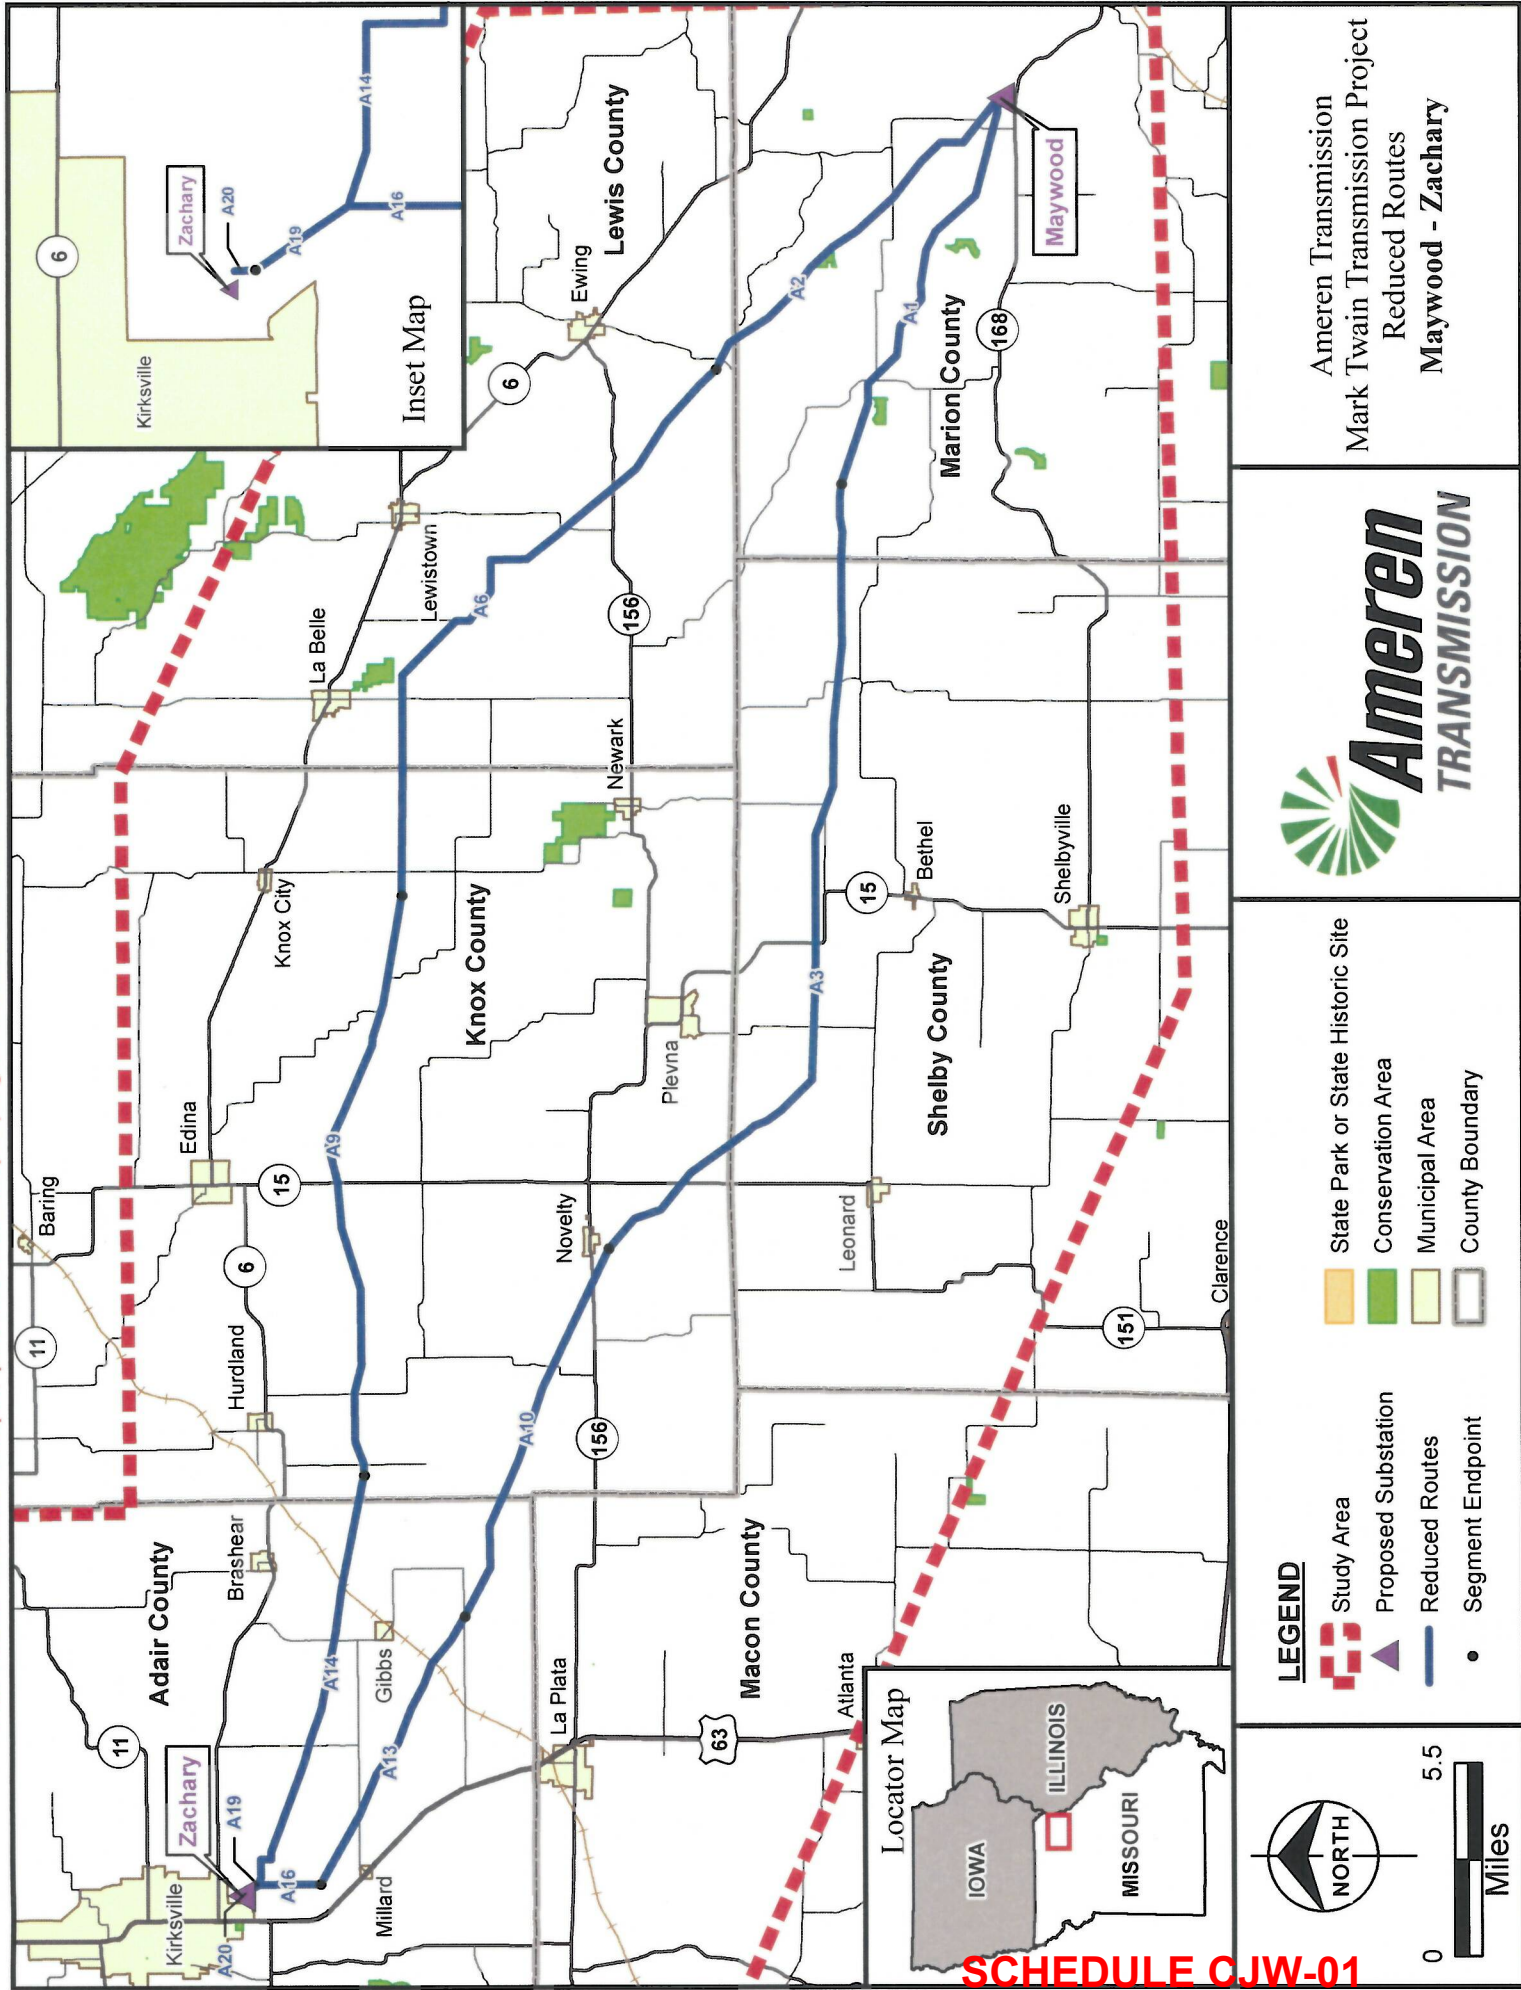 Zachary
A20
A19
A14
A16
6
Kirksville
Inset Map
Baring
11
Edina
15
6
Hurdland
Knox City
La Belle
Lewistown
Ewing
6
Lewis County
Adair County
Brashear
11
Zachary
A19
A20
Kirksville
A16
Millard
A14
A13
Gibbs
A9
A10
A6
A2
A1
A3
Knox County
Newark
156
Plevna
Novelty
156
La Plata
Macon County
63
Atlanta
Marion County
168
Maywood
15
Bethel
Shelbyville
Shelby County
Leonard
151
Clarence
Locator Map
IOWA
ILLINOIS
MISSOURI
NORTH
0
5.5
Miles
LEGEND
Study Area
Proposed Substation
Reduced Routes
Segment Endpoint
State Park or State Historic Site
Conservation Area
Municipal Area
County Boundary
Ameren
TRANSMISSION
Ameren Transmission
Mark Twain Transmission Project
Reduced Routes
Maywood - Zachary
SCHEDULE CJW-01